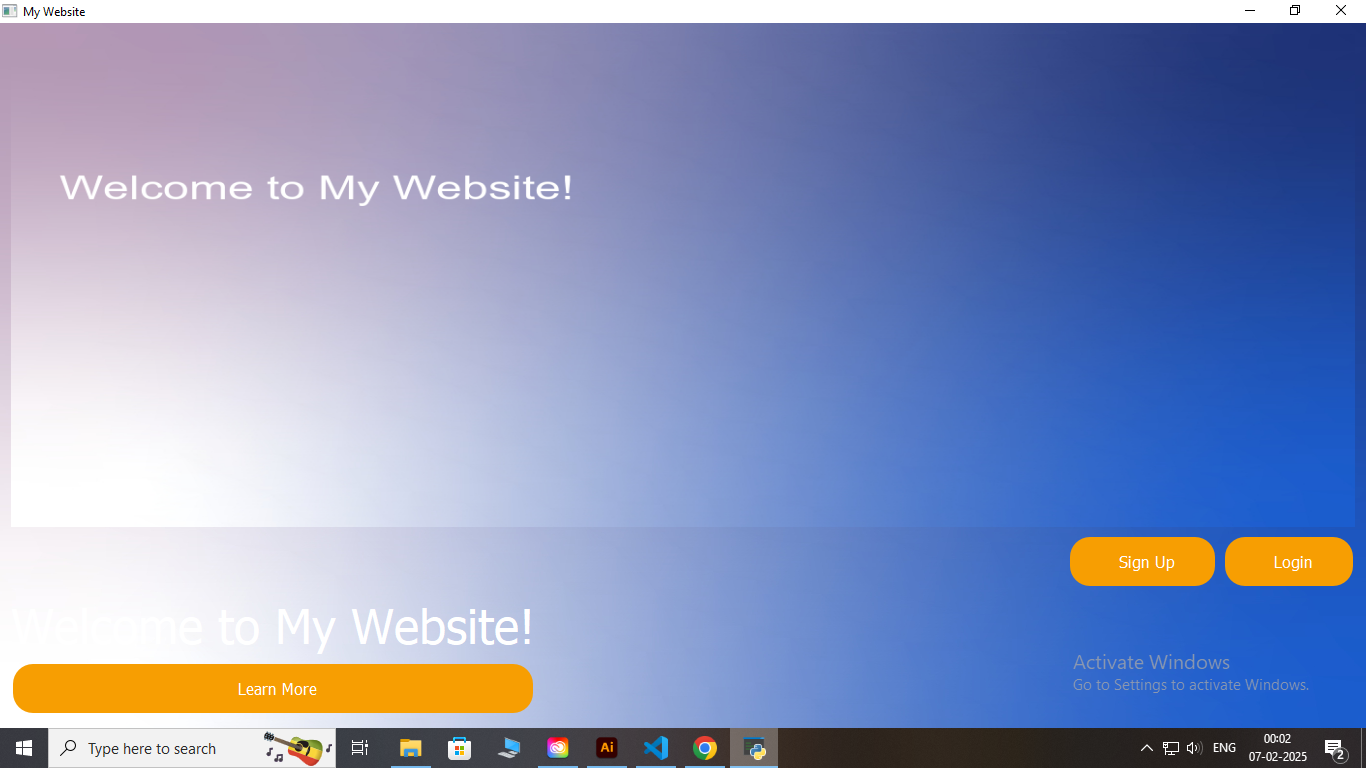 My Website
Welcome to My Website!
Sign Up
Login
Welcome to My Website!
Learn More
Activate Windows
Go to Settings to activate Windows.
Type here to search
Ai
ENG
00:02
07-02-2025
2